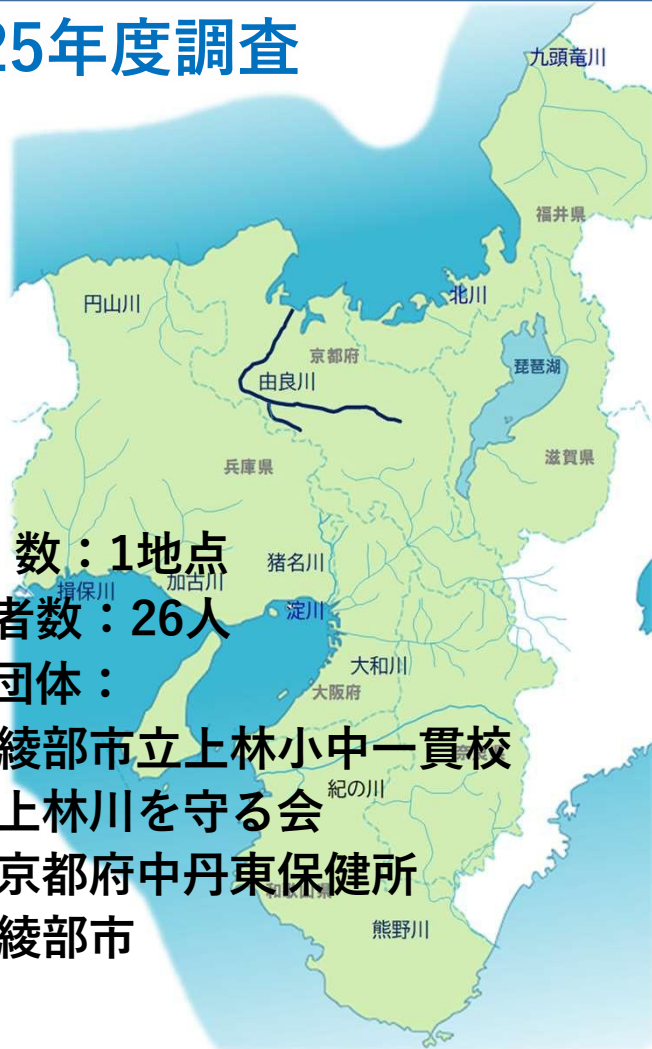 25年度調査
九頭竜川
福井県
円山川
北川
京都府
由良川
琵琶湖
兵庫県
滋賀県
数：1地点
猪名川
揖保川
加古川
淀川
者数：26人
大和川
団体：
大阪府
綾部市立上林小中一貫校
紀の川
上林川を守る会
京都府中丹東保健所
和歌山県
綾部市
熊野川